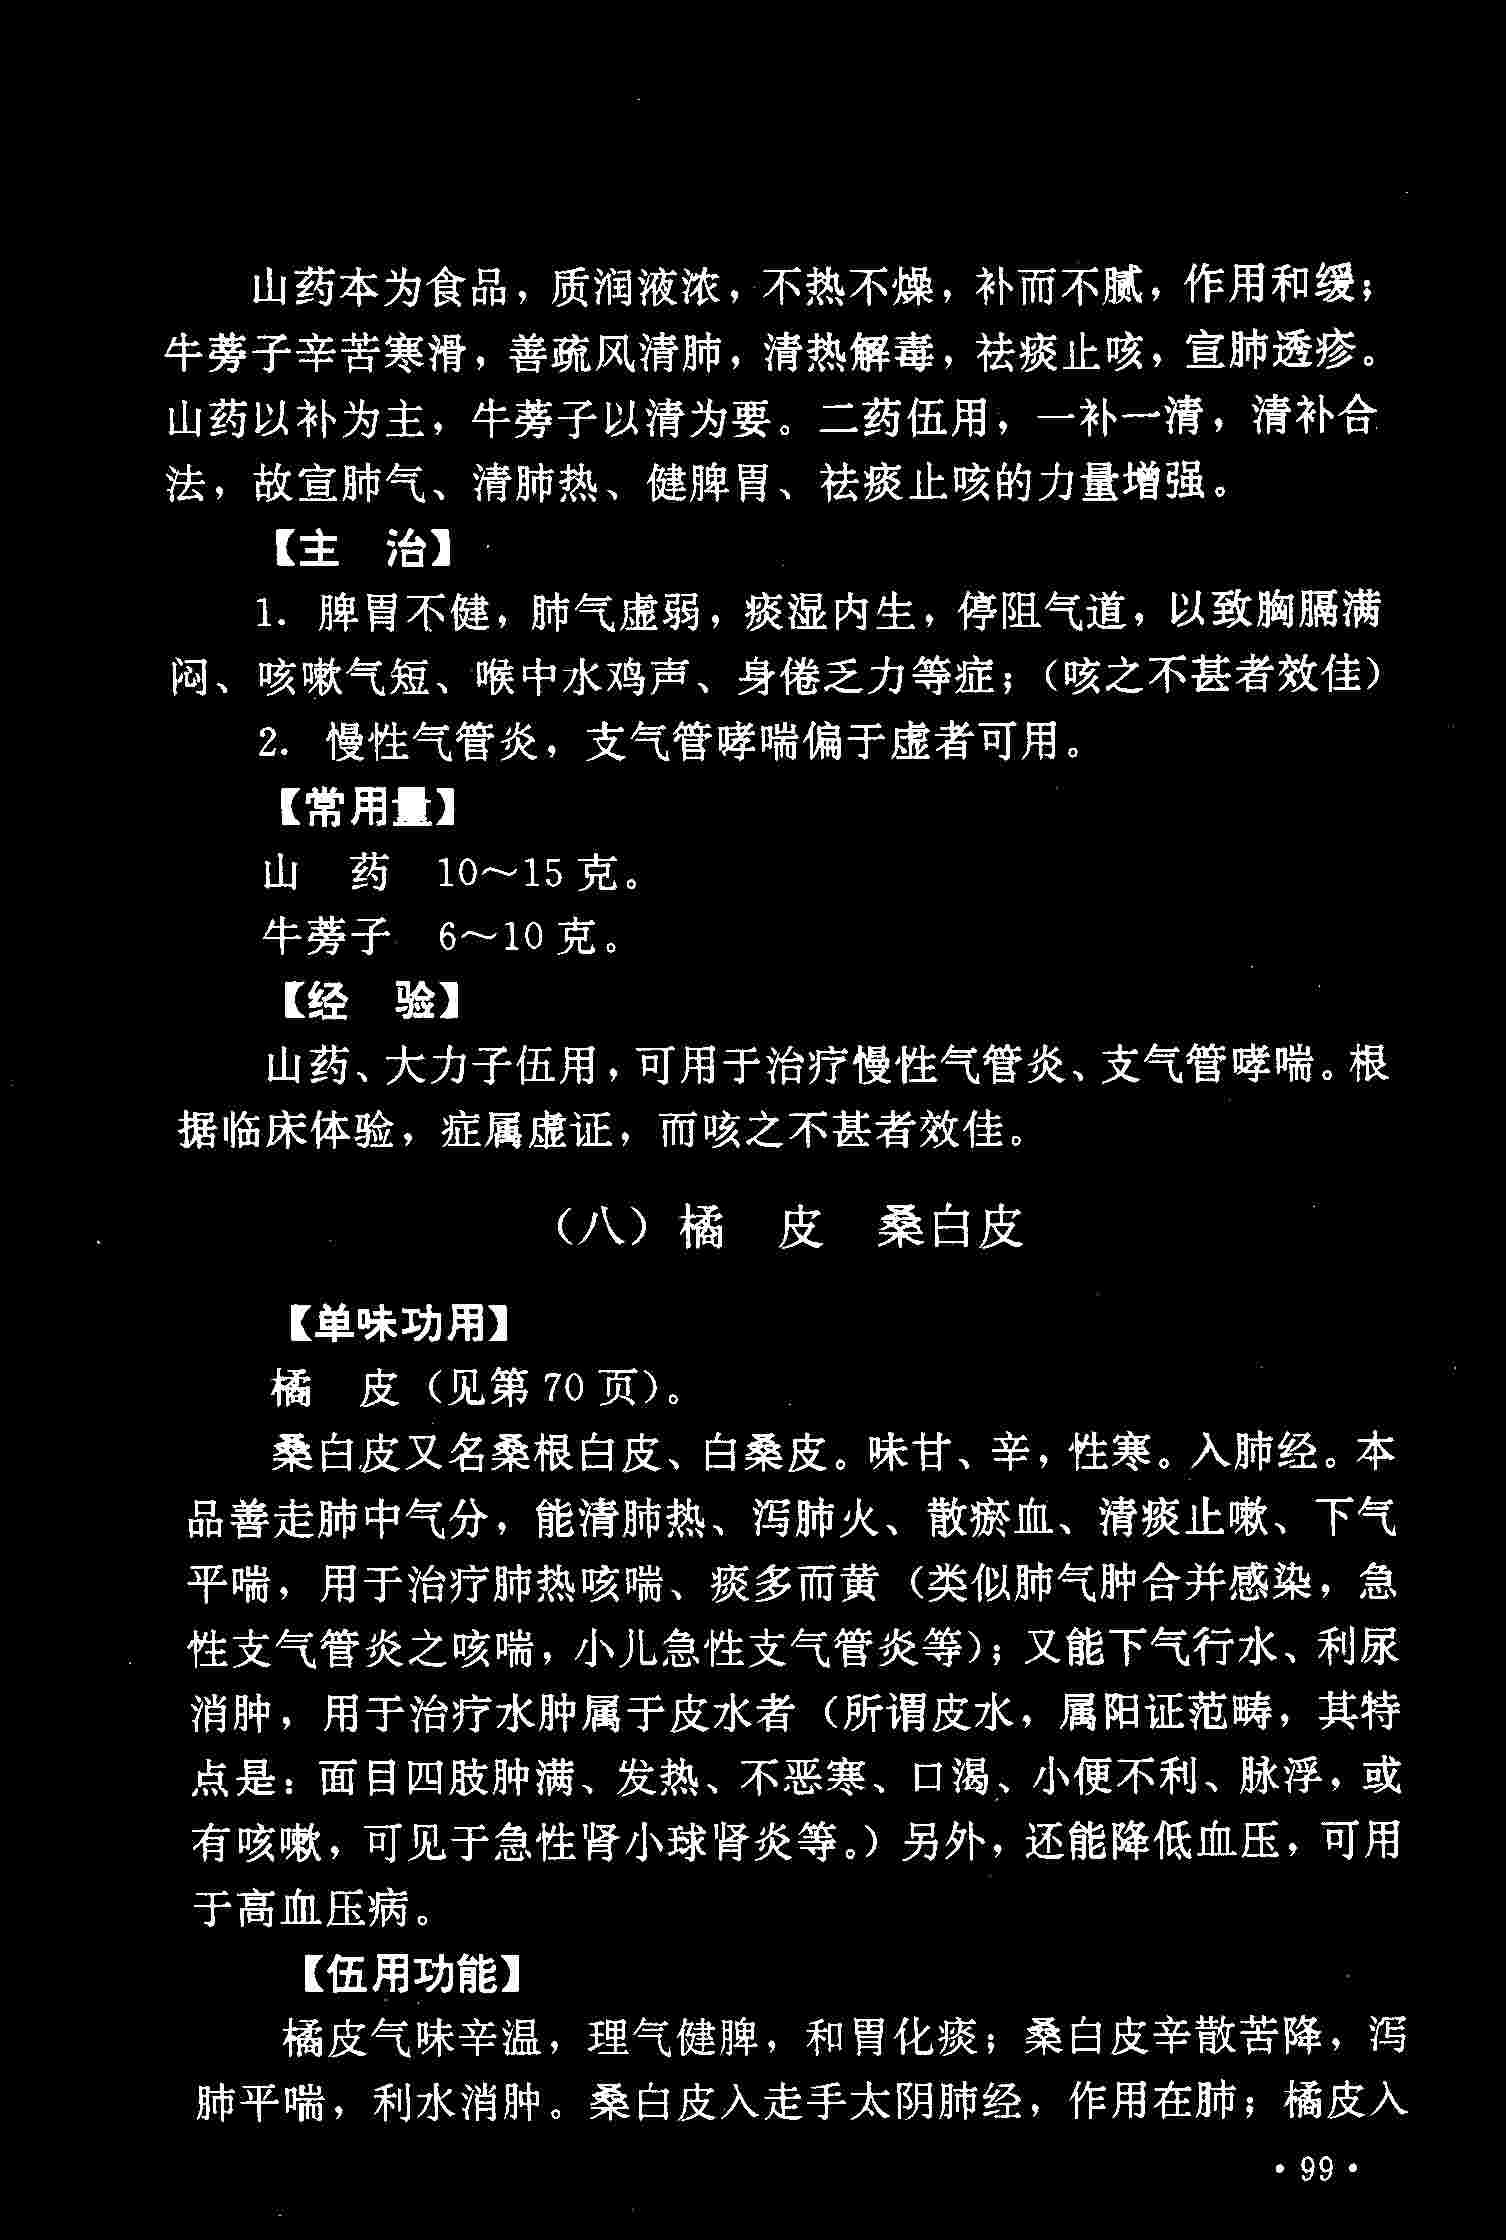 山药本为食品，质润液浓，不热不燥，补而不腻，作用和缓；
牛蒡子辛苦寒滑，善疏风清肺，清热解毒，祛痰止咳，宣肺透疹。
山药以补为主，牛蒡子以清为要。二药伍用，一补一清，清补合
法，故宣肺气、清肺热、健脾胃、祛痰止咳的力量增强。
【主　治】
1. 脾胃不健，肺气虚弱，痰湿内生，停阻气道，以致胸膈满
闷、咳嗽气短、喉中水鸡声、身倦乏力等症；（咳之不甚者效佳）
2. 慢性气管炎，支气管哮喘偏于虚者可用。
【常用量】
山　药　10～15 克。
牛蒡子　6～10 克。
【经　验】
山药、大力子伍用，可用于治疗慢性气管炎、支气管哮喘。根
据临床体验，症属虚证，而咳之不甚者效佳。
（八）橘　皮　桑白皮
【单味功用】
橘　皮（见第 70 页）。
桑白皮又名桑根白皮、白桑皮。味甘、辛，性寒。入肺经。本
品善走肺中气分，能清肺热、泻肺火、散瘀血、清痰止嗽、下气
平喘，用于治疗肺热咳喘、痰多而黄（类似肺气肿合并感染，急
性支气管炎之咳喘，小儿急性支气管炎等）；又能下气行水、利尿
消肿，用于治疗水肿属于皮水者（所谓皮水，属阳证范畴，其特
点是：面目四肢肿满、发热、不恶寒、口渴、小便不利、脉浮，或
有咳嗽，可见于急性肾小球肾炎等。）另外，还能降低血压，可用
于高血压病。
【伍用功能】
橘皮气味辛温，理气健脾，和胃化痰；桑白皮辛散苦降，泻
肺平喘，利水消肿。桑白皮入走手太阴肺经，作用在肺；橘皮入
· 99 ·